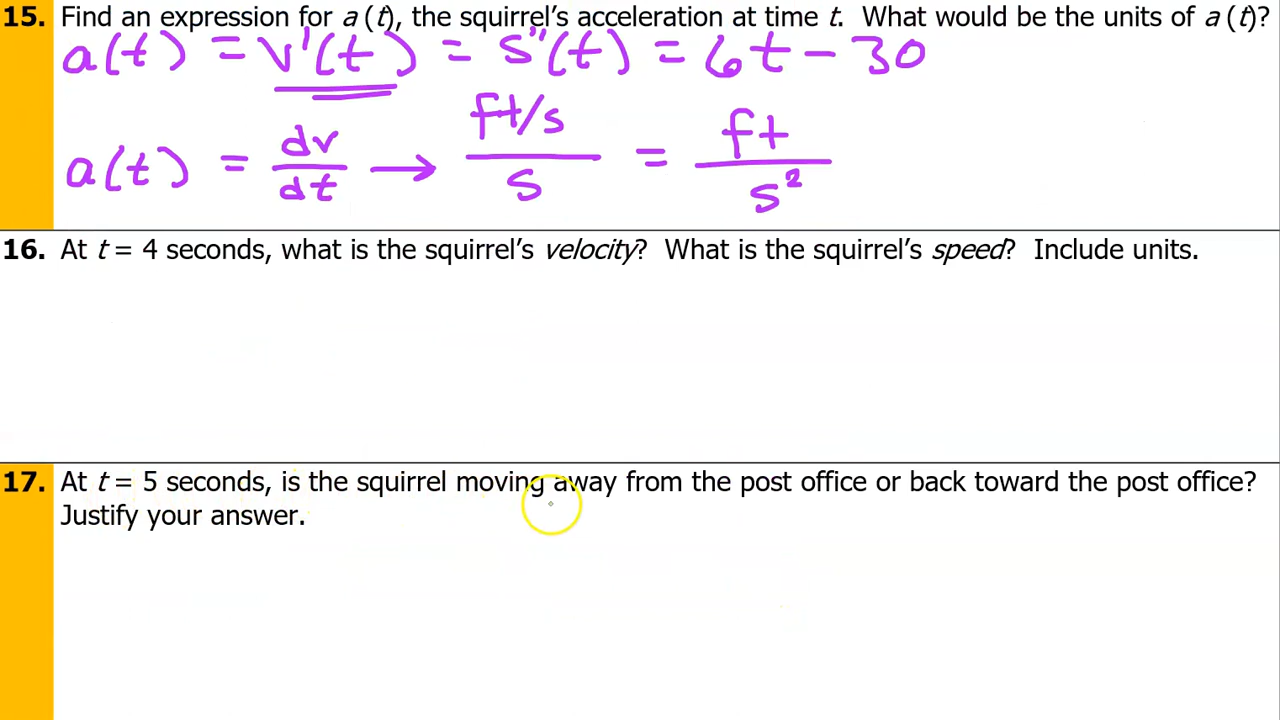 15. Find an expression for a (t), the squirrel's acceleration at time t. What would be the units of a (t)?
a(t) = v'(t) = s''(t) = 6t - 30
a(t) = dv/dt → ft/s / s = ft/s²
16. At t = 4 seconds, what is the squirrel's velocity? What is the squirrel's speed? Include units.
17. At t = 5 seconds, is the squirrel moving away from the post office or back toward the post office?
Justify your answer.